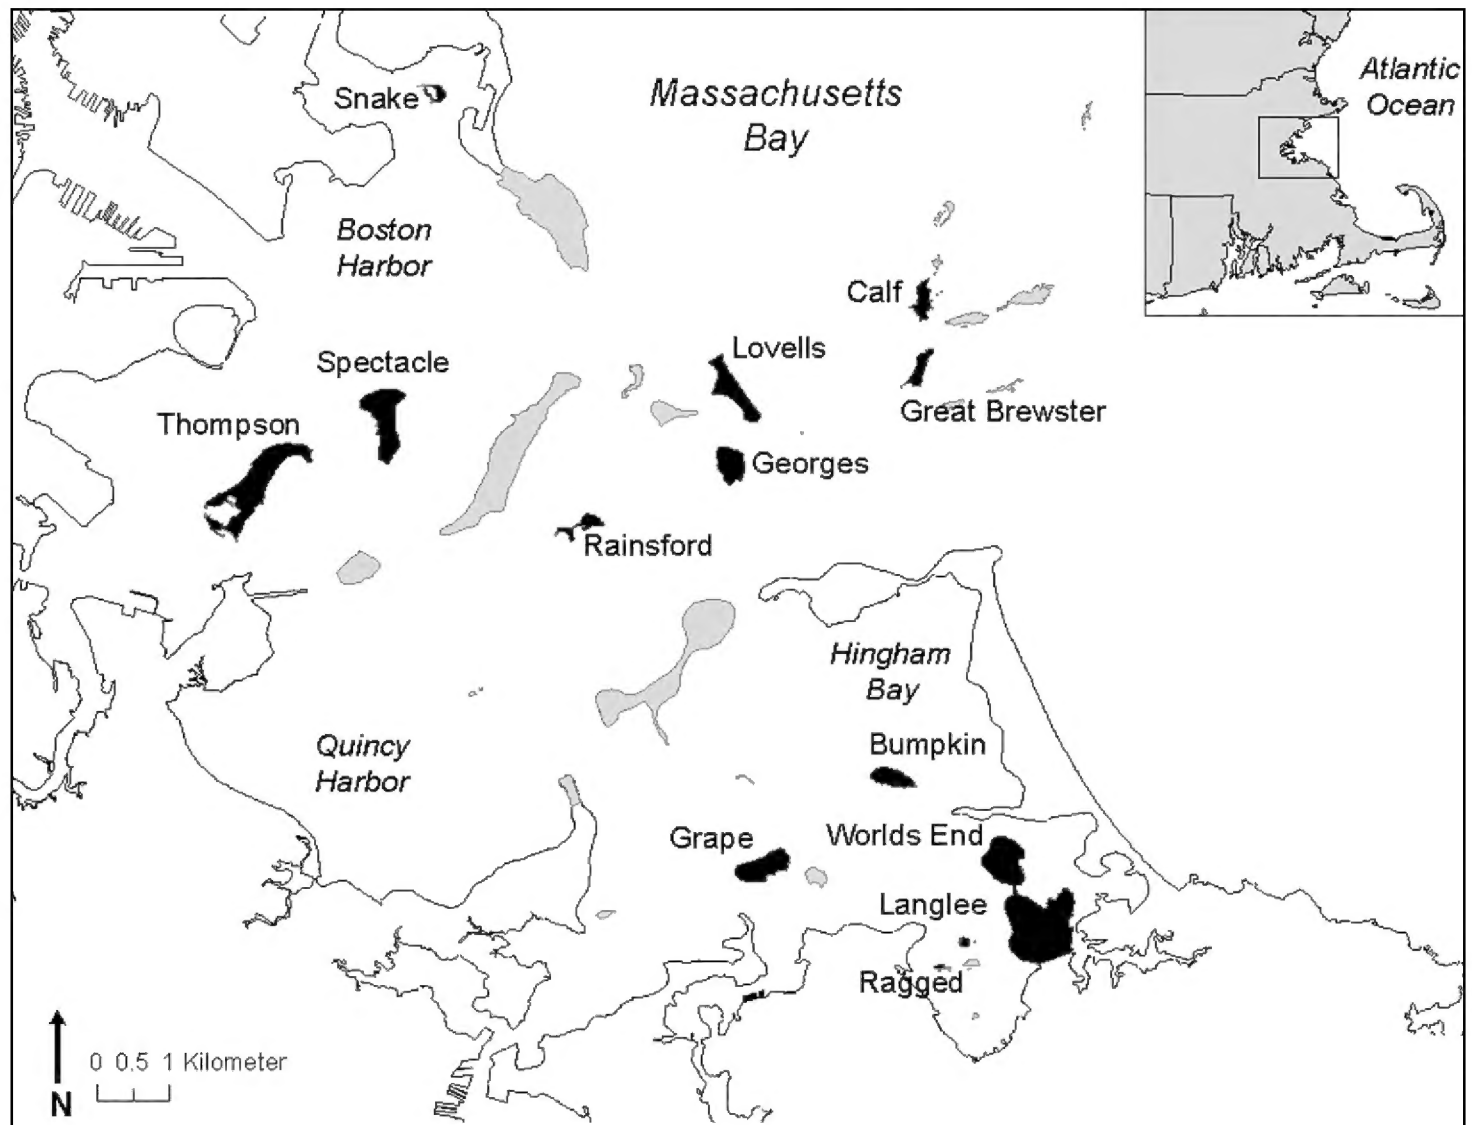 Snake
Massachusetts
Bay
Atlantic
Ocean
Boston
Harbor
Calf
Lovells
Spectacle
Great Brewster
Thompson
Georges
Rainsford
Hingham
Bay
Bumpkin
Quincy
Harbor
Grape
Worlds End
Langlee
Ragged
0 0.5 1 Kilometer
N